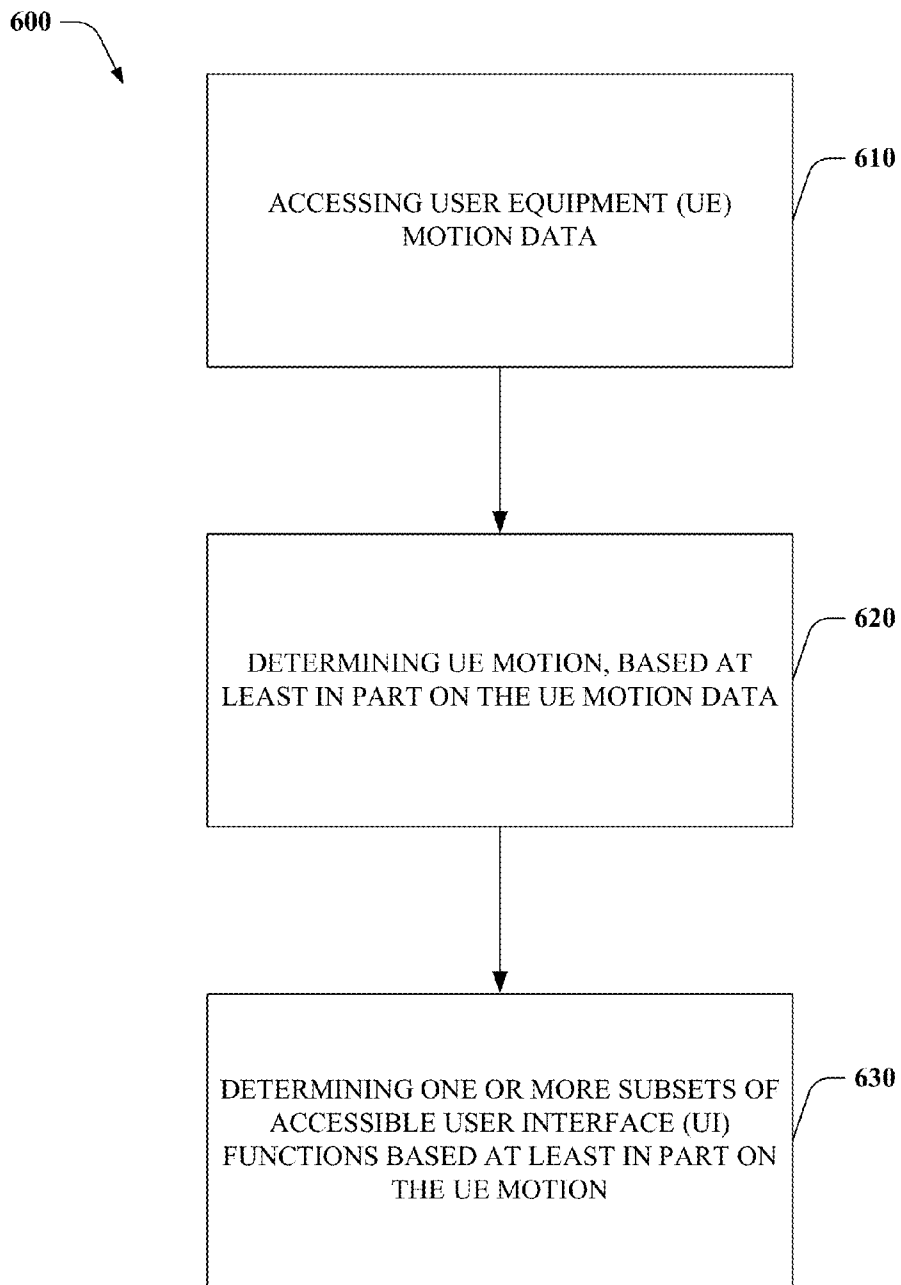 600
610
ACCESSING USER EQUIPMENT (UE)
MOTION DATA
620
DETERMINING UE MOTION, BASED AT
LEAST IN PART ON THE UE MOTION DATA
630
DETERMINING ONE OR MORE SUBSETS OF
ACCESSIBLE USER INTERFACE (UI)
FUNCTIONS BASED AT LEAST IN PART ON
THE UE MOTION